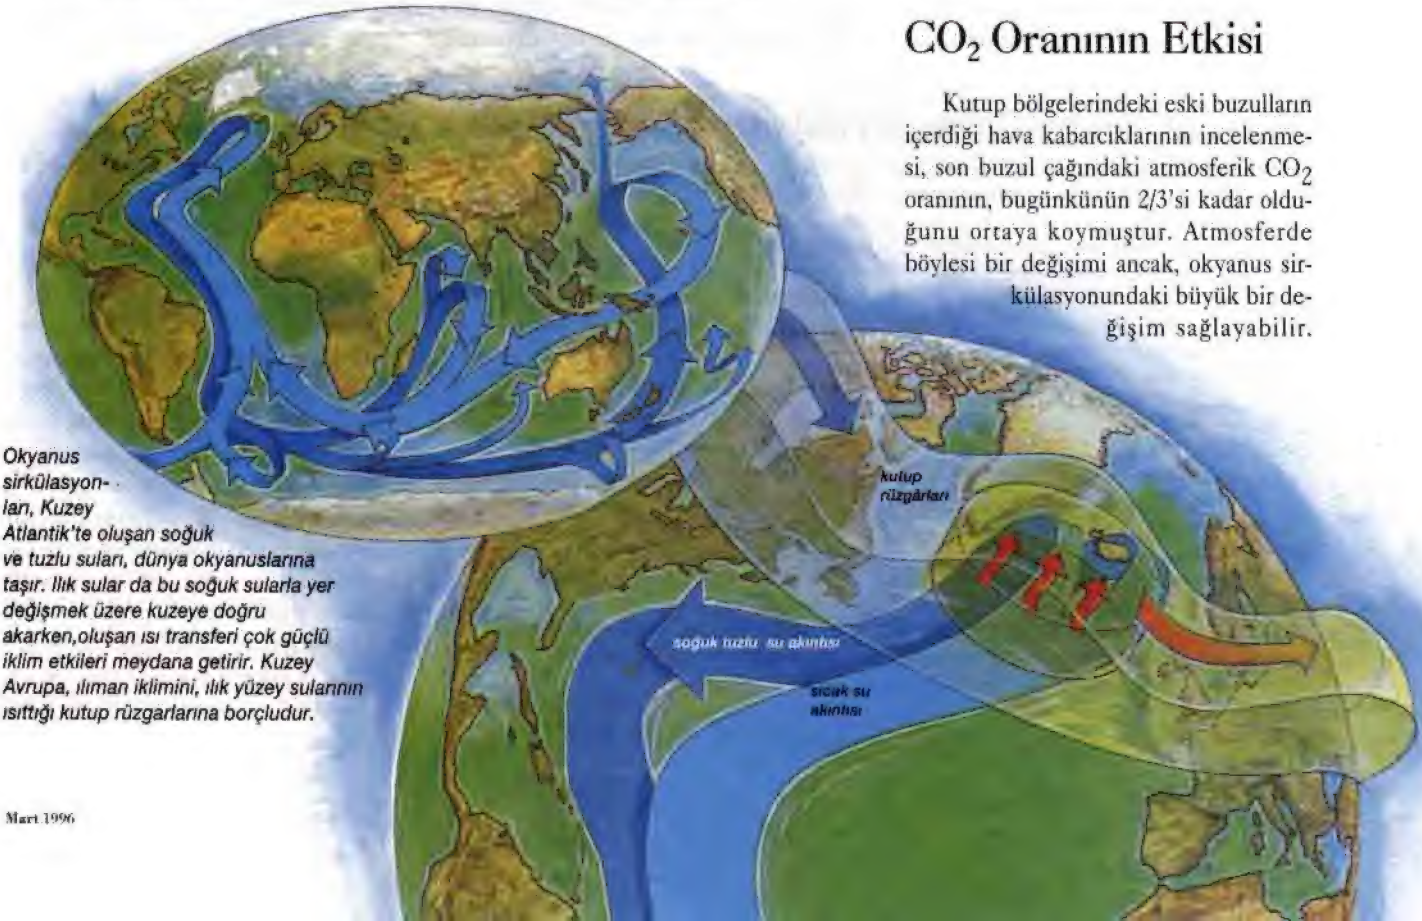 CO₂ Oranının Etkisi
Kutup bölgelerindeki eski buzulların
içerdiği hava kabarcıklarının incelenme-
si, son buzul çağındaki atmosferik CO₂
oranının, bugünkünün 2/3'si kadar oldu-
ğunu ortaya koymuştur. Atmosferde
böylesi bir değişimi ancak, okyanus sir-
külasyonundaki büyük bir de-
ğişim sağlayabilir.
kutup
rüzgârları
soğuk tuzlu su akıntısı
sıcak su
akıntısı
Okyanus
sirkülasyon-
ları, Kuzey
Atlantik'te oluşan soğuk
ve tuzlu suları, dünya okyanuslarına
taşır. Ilık sular da bu soğuk sularla yer
değişmek üzere kuzeye doğru
akarken,oluşan ısı transferi çok güçlü
iklim etkileri meydana getirir. Kuzey
Avrupa, ılıman iklimini, ılık yüzey sularının
ısıttığı kutup rüzgarlarına borçludur.
Mart 1996